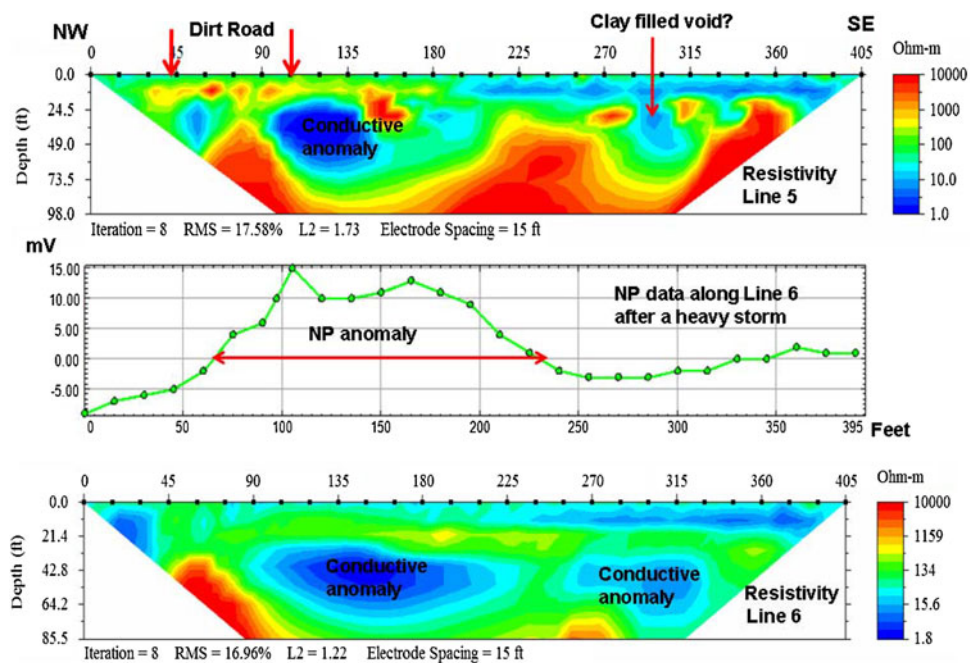 NW
Dirt Road
Clay filled void?
SE
0 45 90 135 180 225 270 315 360 405
Ohm-m
Depth (ft)
0.0
24.5
49.0
73.5
98.0
Conductive
anomaly
Resistivity
Line 5
10000
1000
100
10.0
1.0
Iteration = 8 RMS = 17.58% L2 = 1.73 Electrode Spacing = 15 ft
mV
15.00
10.00
5.00
0.00
-5.00
NP data along Line 6
after a heavy storm
NP anomaly
0 50 100 150 200 250 300 350 395
Feet
0 45 90 135 180 225 270 315 360 405
Ohm-m
Depth (ft)
0.0
21.4
42.8
64.2
85.5
Conductive
anomaly
Conductive
anomaly
Resistivity
Line 6
10000
1159
134
15.6
1.8
Iteration = 8 RMS = 16.96% L2 = 1.22 Electrode Spacing = 15 ft